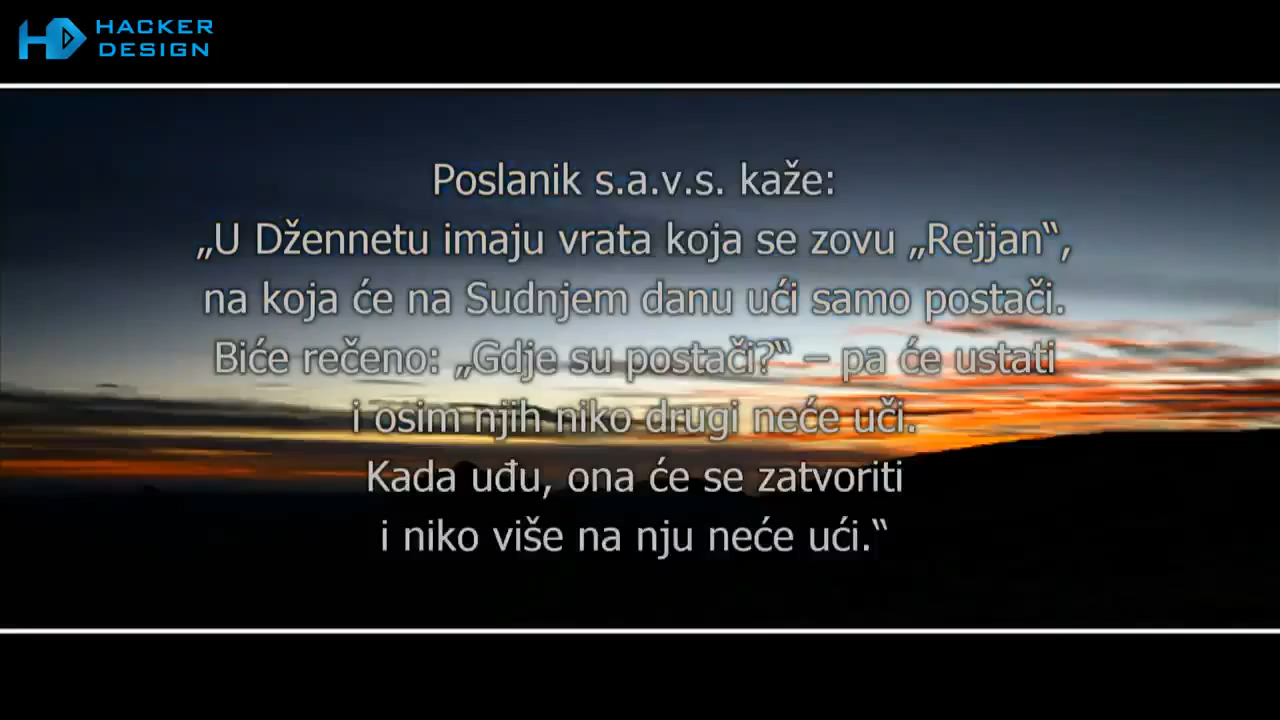 HACKER
DESIGN
Poslanik s.a.v.s. kaže:
„U Džennetu imaju vrata koja se zovu „Rejjan“,
na koja će na Sudnjem danu ući samo postači.
Biće rečeno: „Gdje su postači?“ – pa će ustati
i osim njih niko drugi neće uči.
Kada uđu, ona će se zatvoriti
i niko više na nju neće ući.“